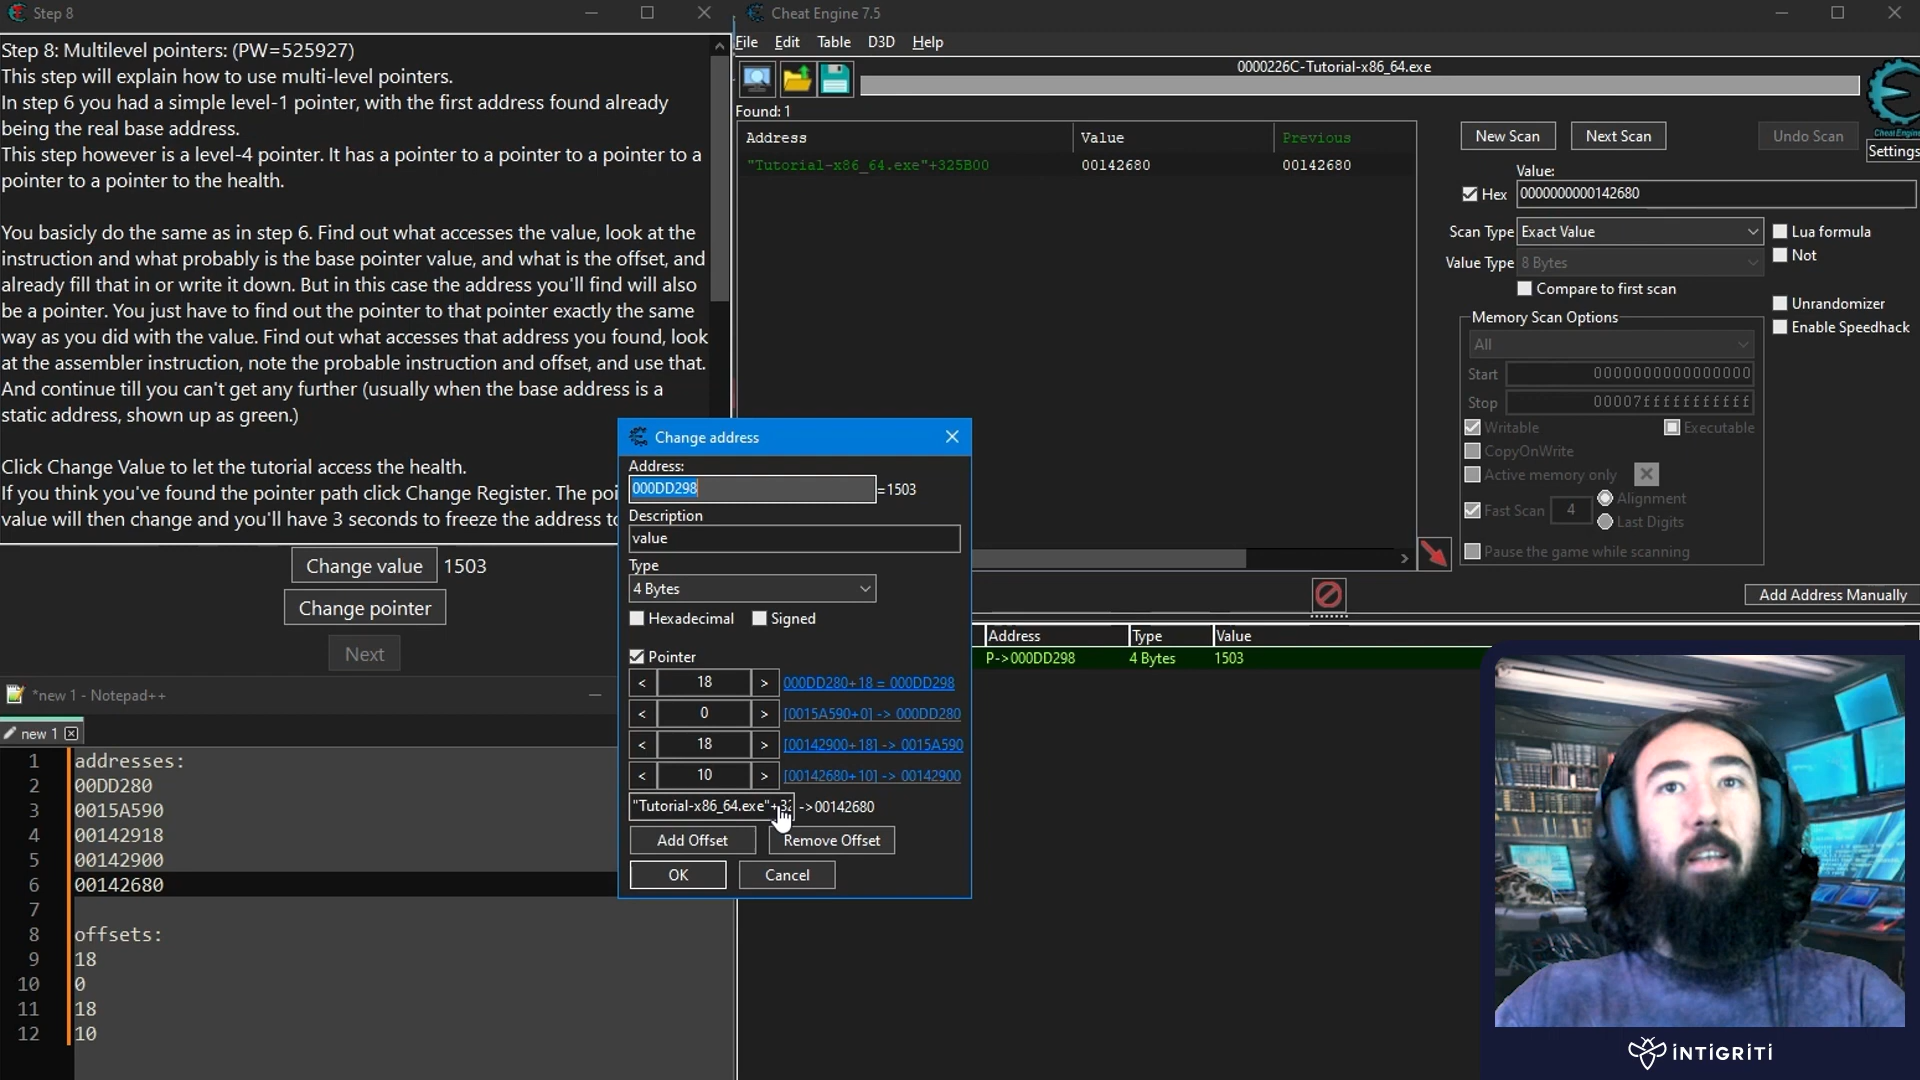 Step 8
Step 8: Multilevel pointers: (PW=525927)
This step will explain how to use multi-level pointers.
In step 6 you had a simple level-1 pointer, with the first address found already
being the real base address.
This step however is a level-4 pointer. It has a pointer to a pointer to a pointer to a
pointer to a pointer to the health.
You basicly do the same as in step 6. Find out what accesses the value, look at the
instruction and what probably is the base pointer value, and what is the offset, and
already fill that in or write it down. But in this case the address you'll find will also
be a pointer. You just have to find out the pointer to that pointer exactly the same
way as you did with the value. Find out what accesses that address you found, look
at the assembler instruction, note the probable instruction and offset, and use that.
And continue till you can't get any further (usually when the base address is a
static address, shown up as green.)
Click Change Value to let the tutorial access the health.
If you think you've found the pointer path click Change Register. The poi
value will then change and you'll have 3 seconds to freeze the address to
Change value 1503
Change pointer
Next
*new 1 - Notepad++
new 1
1 addresses:
2 00DD280
3 0015A590
4 00142918
5 00142900
6 00142680
7
8 offsets:
9 18
10 0
11 18
12 10
Cheat Engine 7.5
File Edit Table D3D Help
0000226C-Tutorial-x86_64.exe
Found: 1
Address Value Previous
"Tutorial-x86_64.exe"+325B00 00142680 00142680
New Scan Next Scan Undo Scan
Cheat Engine
Settings
Value:
Hex 0000000000142680
Scan Type Exact Value
Lua formula
Not
Value Type 8 Bytes
Compare to first scan
Unrandomizer
Enable Speedhack
Memory Scan Options
All
Start 0000000000000000
Stop 00007fffffffffff
Writable Executable
CopyOnWrite
Active memory only
Fast Scan 4 Alignment
Last Digits
Pause the game while scanning
Add Address Manually
Address Type Value
P->000DD298 4 Bytes 1503
Change address
Address:
000DD298 =1503
Description
value
Type
4 Bytes
Hexadecimal Signed
Pointer
< 18 > 000DD280+18 = 000DD298
< 0 > [0015A590+0] -> 000DD280
< 18 > [00142900+18] -> 0015A590
< 10 > [00142680+10] -> 00142900
"Tutorial-x86_64.exe"+32 ->00142680
Add Offset Remove Offset
OK Cancel
INTIGRITI